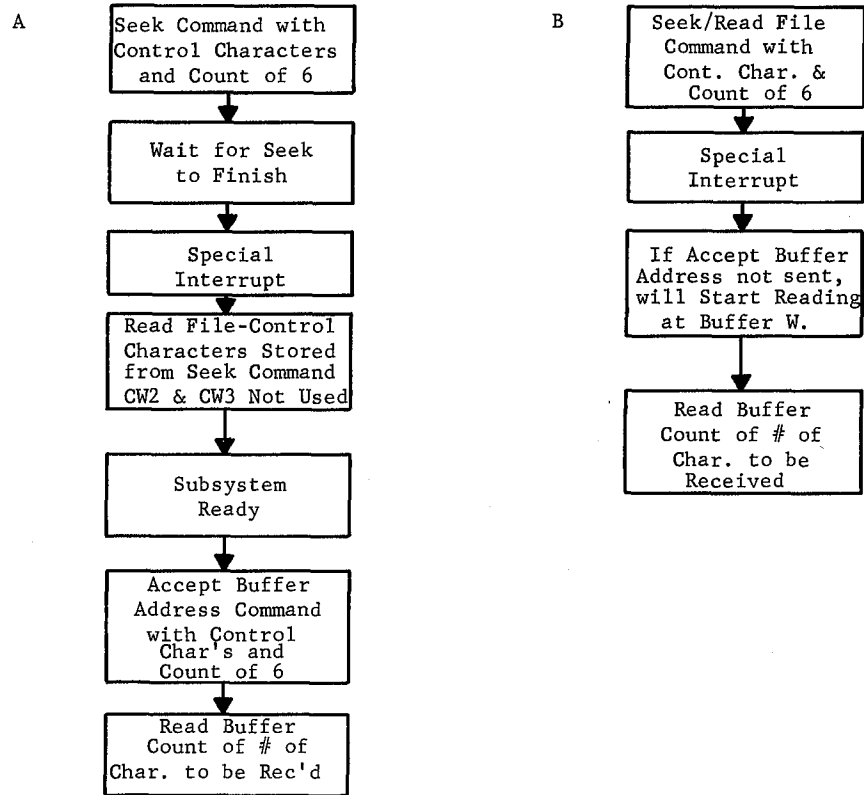 A
Seek Command with
Control Characters
and Count of 6
Wait for Seek
to Finish
Special
Interrupt
Read File-Control
Characters Stored
from Seek Command
CW2 & CW3 Not Used
Subsystem
Ready
Accept Buffer
Address Command
with Control
Char's and
Count of 6
Read Buffer
Count of # of
Char. to be Rec'd
B
Seek/Read File
Command with
Cont. Char. &
Count of 6
Special
Interrupt
If Accept Buffer
Address not sent,
will Start Reading
at Buffer W.
Read Buffer
Count of # of
Char. to be
Received